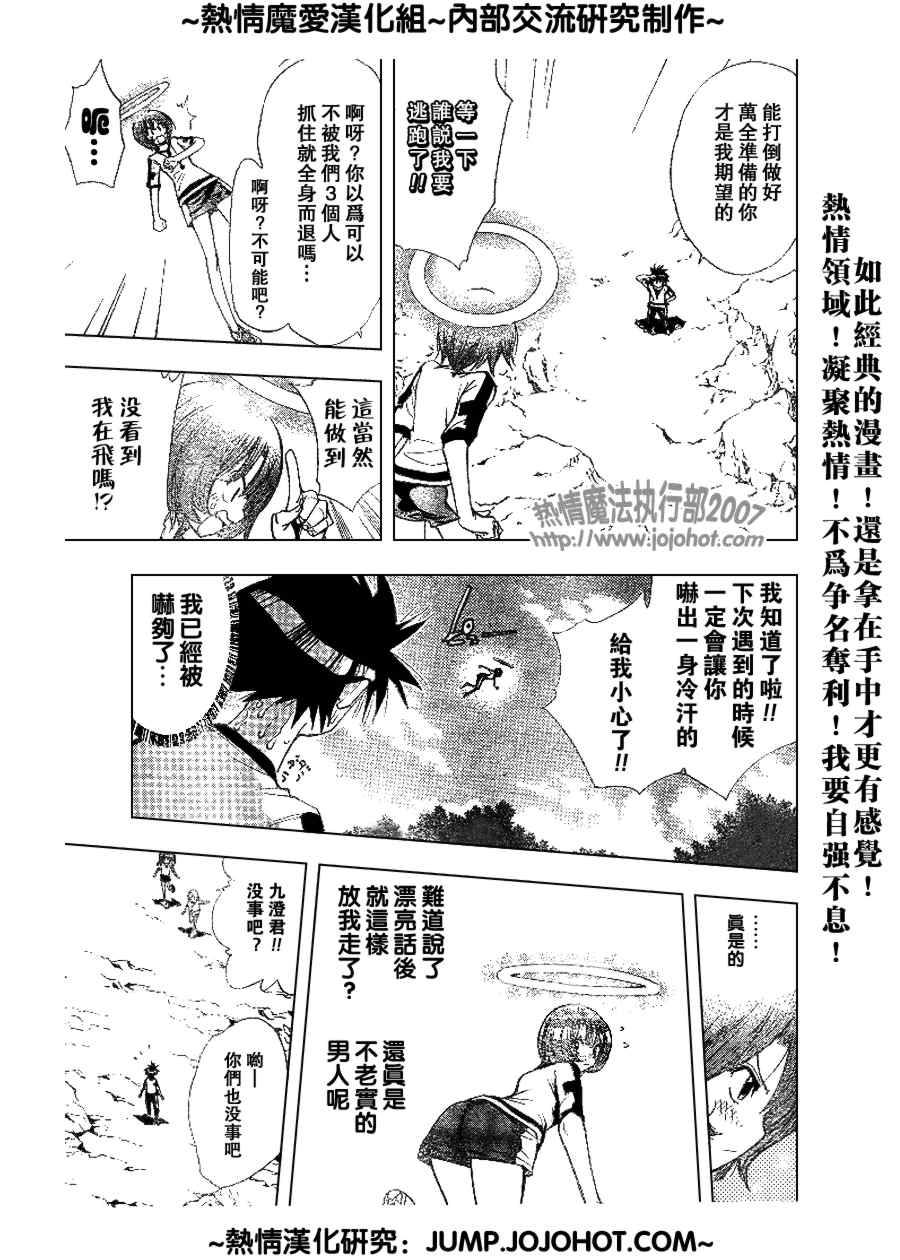 ~熱情魔愛漢化組~內部交流研究制作~
能打倒做好
萬全準備的你
才是我期望的
等一下
誰說我要
逃跑了!!
啊呀？你以爲可以
不被我們3個人
抓住就全身而退嗎…
啊呀？不可能吧？
呃…
這當然
能做到
没看到
我在飛嗎!?
熱情魔法执行部2007
http://www.jojohot.com
我知道了啦!!
下次遇到的時候
一定會讓你
嚇出一身冷汗的
給我小心了!!
我已經被
嚇夠了…
……
眞是的
難道說了
漂亮話後
就這樣
放我走了？
還眞是
不老實的
男人呢
九澄君!!
没事吧？
喲—
你們也没事吧
如此經典的漫畫！還是拿在手中才更有感覺！
熱情領域！凝聚熱情！不爲争名奪利！我要自强不息！
~熱情漢化研究：JUMP.JOJOHOT.COM~